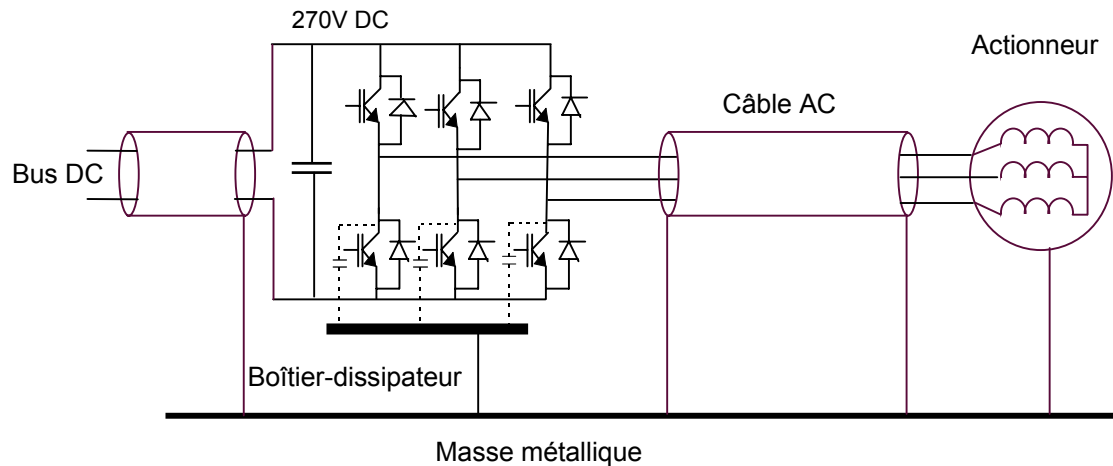 270V DC
Actionneur
Câble AC
Bus DC
Boîtier-dissipateur
Masse métallique